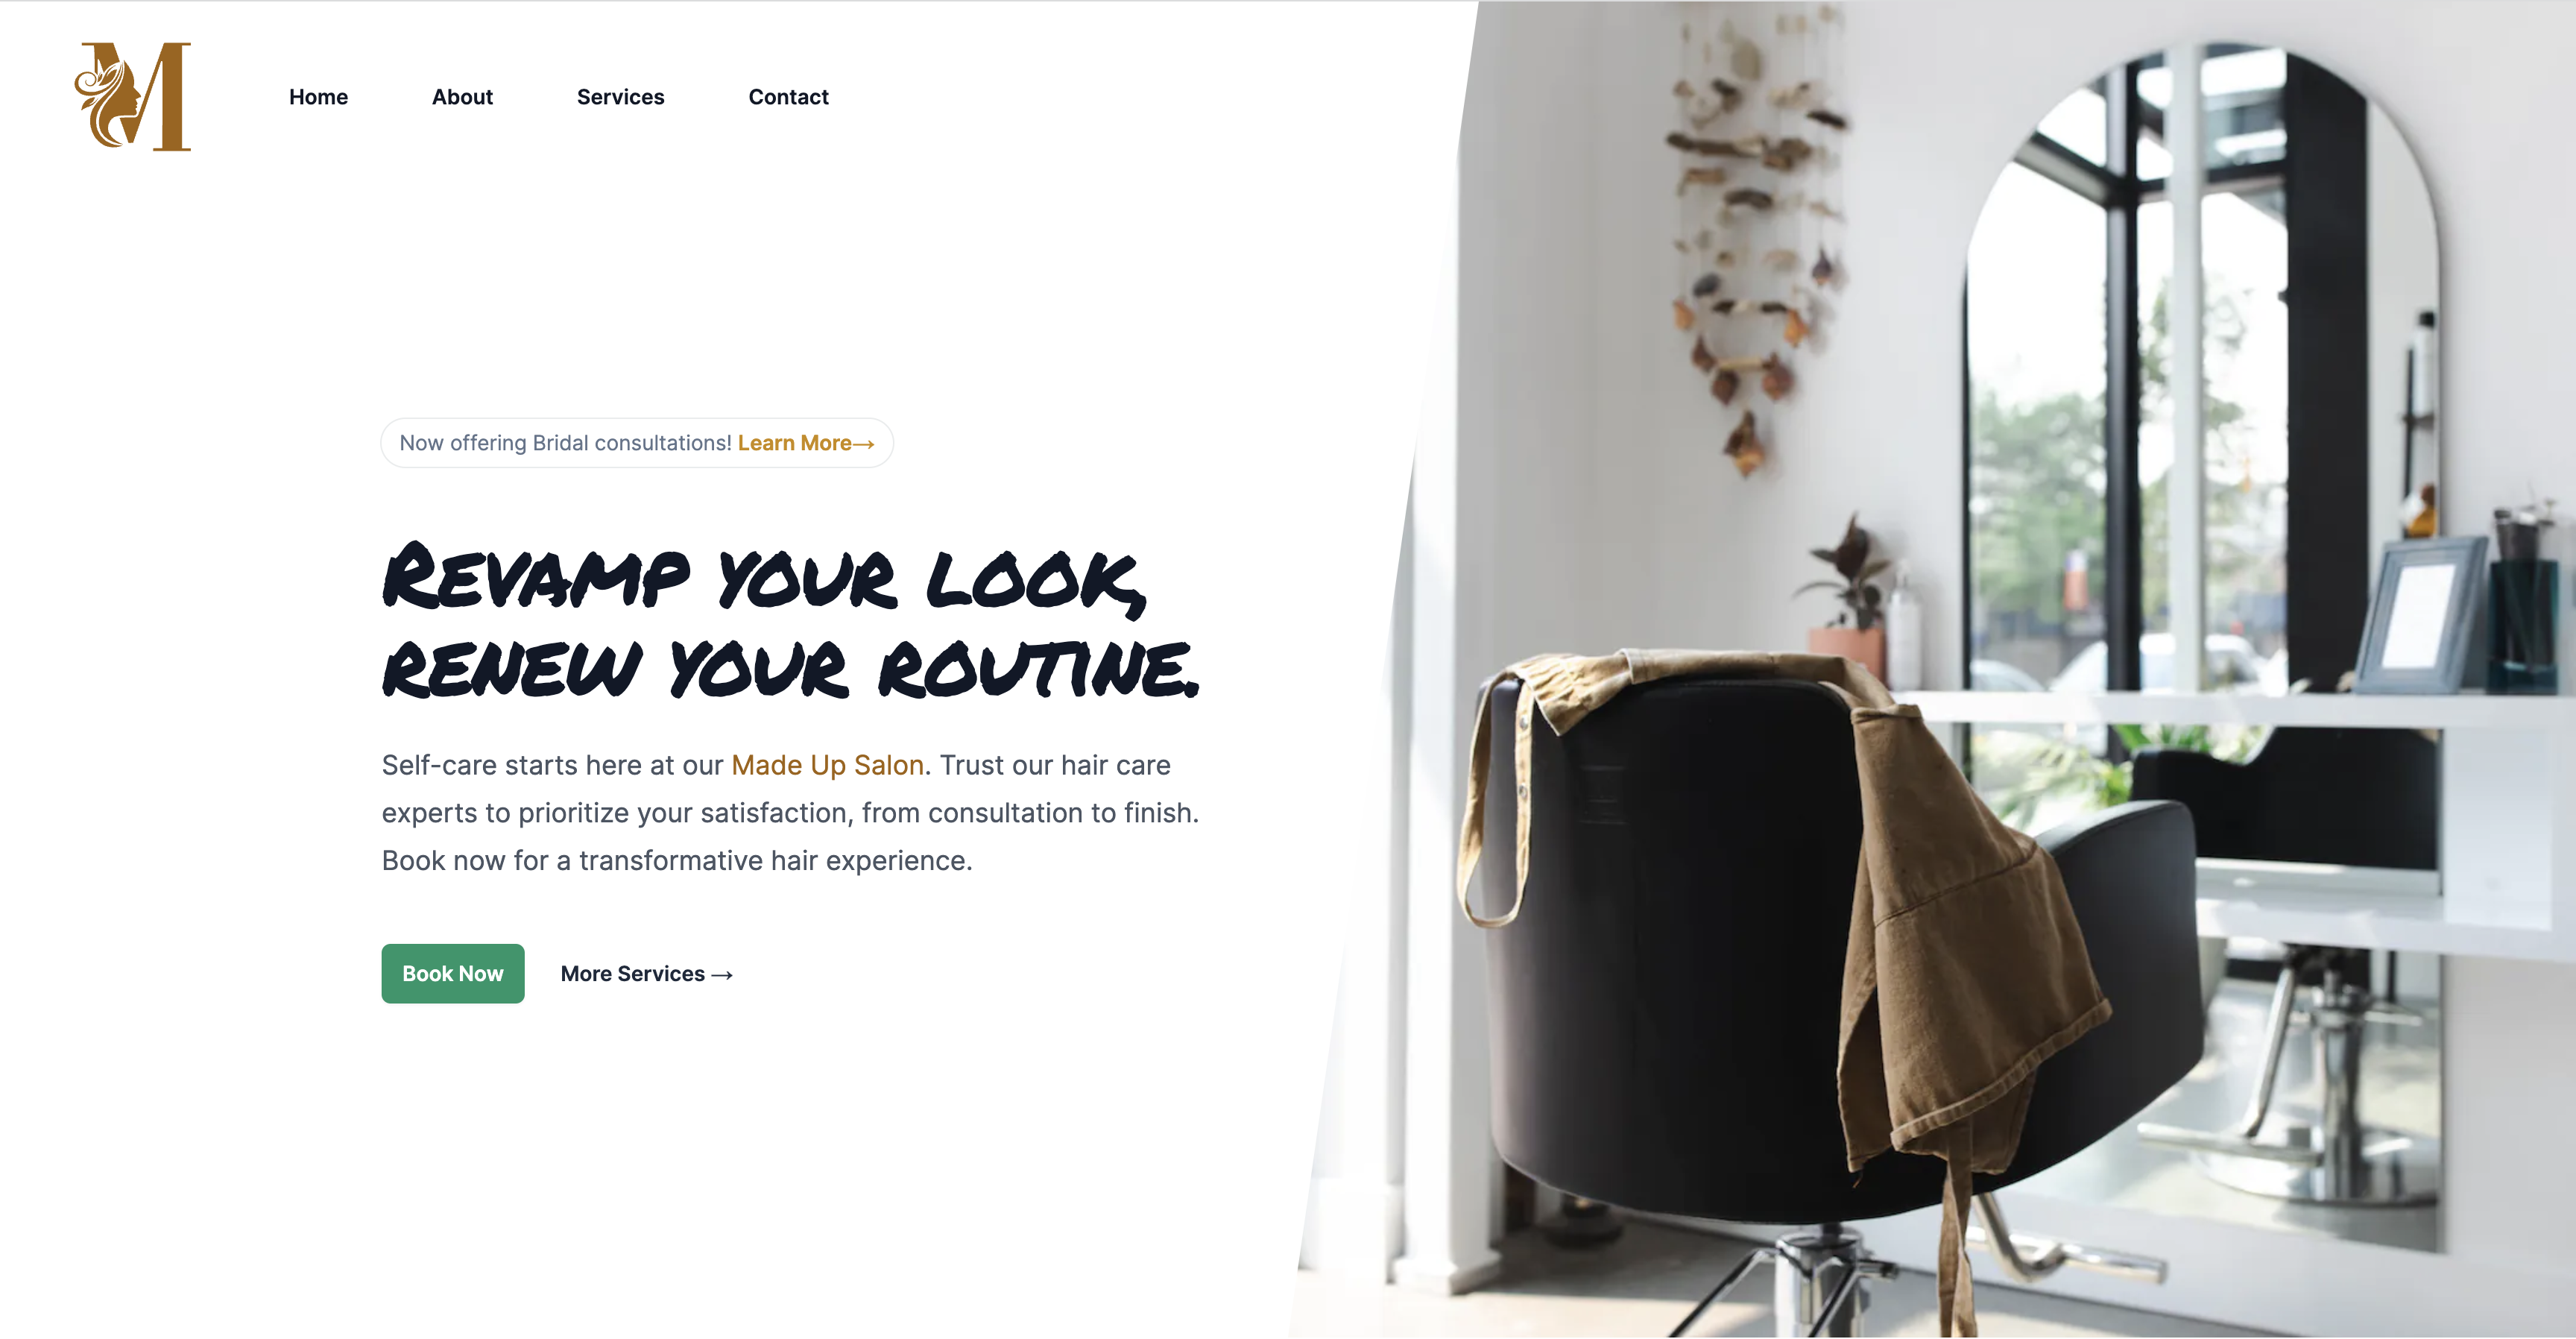 M
Home About Services Contact
Now offering Bridal consultations! Learn More→
REVAMP YOUR LOOK,
RENEW YOUR ROUTINE.
Self-care starts here at our Made Up Salon. Trust our hair care
experts to prioritize your satisfaction, from consultation to finish.
Book now for a transformative hair experience.
Book Now More Services →